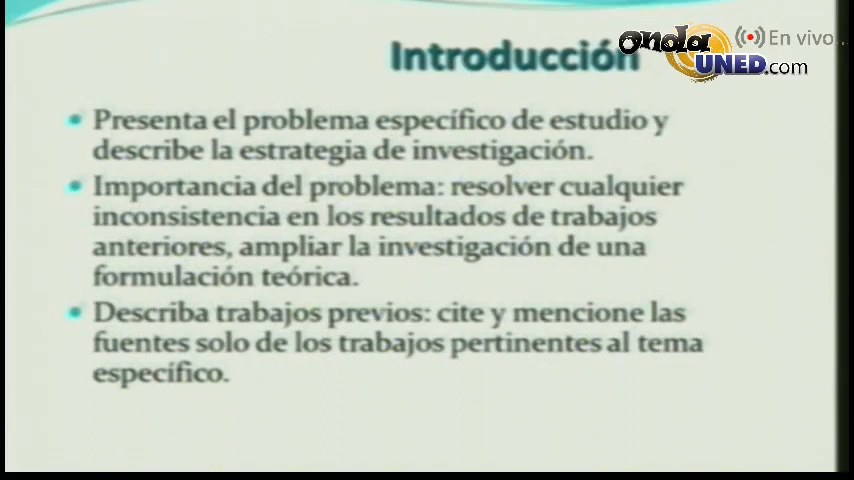 Introducción
onda
UNED.com
En vivo...
Presenta el problema específico de estudio y
describe la estrategia de investigación.
Importancia del problema: resolver cualquier
inconsistencia en los resultados de trabajos
anteriores, ampliar la investigación de una
formulación teórica.
Describa trabajos previos: cite y mencione las
fuentes solo de los trabajos pertinentes al tema
específico.